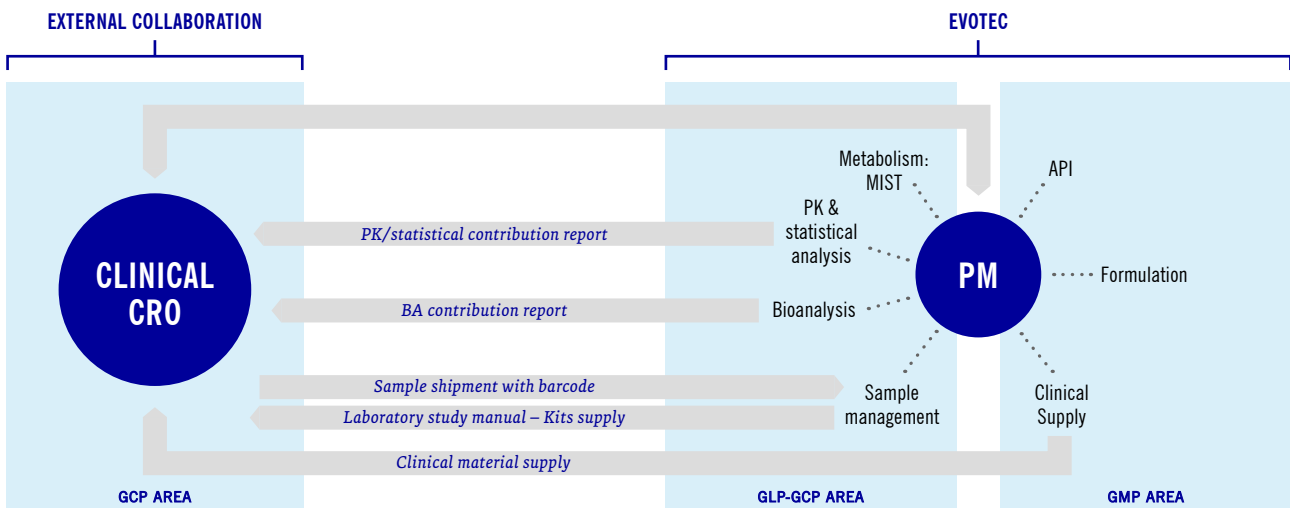 EXTERNAL COLLABORATION
EVOTEC
Metabolism:
MIST
API
PK &
statistical
analysis
PK/statistical contribution report
CLINICAL
CRO
PM
Formulation
BA contribution report
Bioanalysis
Sample shipment with barcode
Laboratory study manual – Kits supply
Sample
management
Clinical
Supply
Clinical material supply
GCP AREA
GLP-GCP AREA
GMP AREA